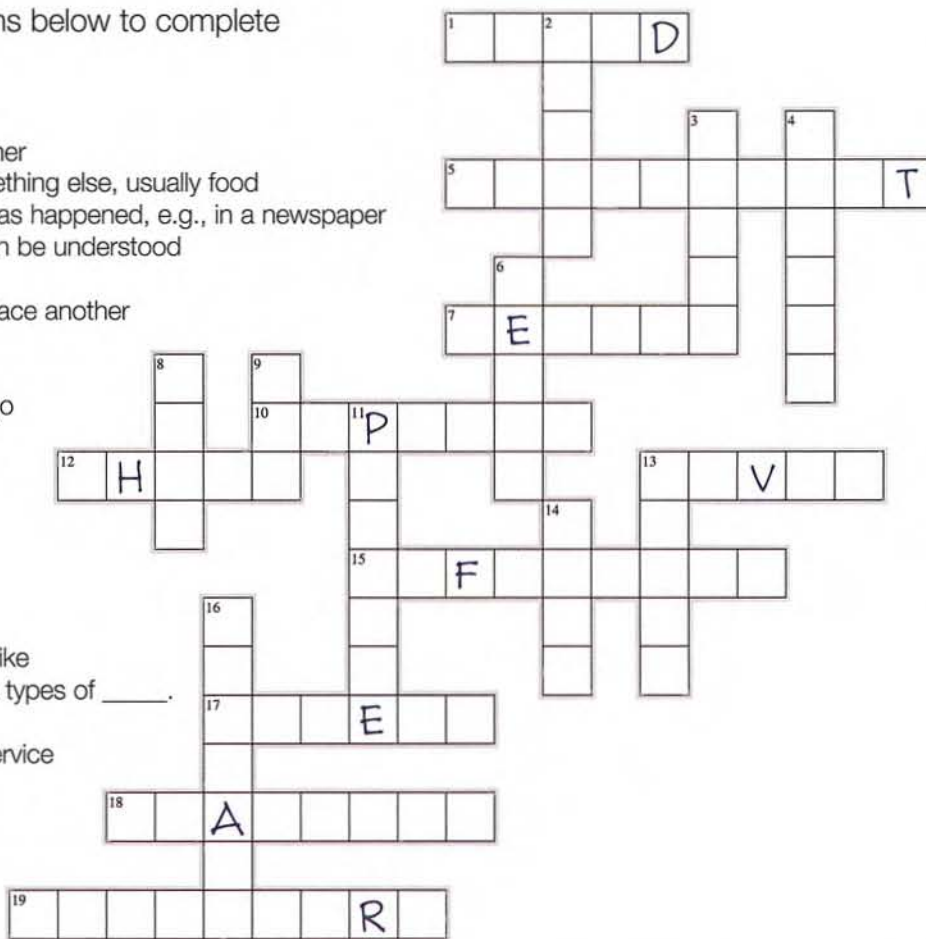 ns below to complete
ner
ething else, usually food
as happened, e.g., in a newspaper
n be understood
ace another
o
ike
types of _____.
ervice
1 2 D
3 4
5 T
6
7 E
8 9
10 11 P
12 H 13 V
14
15 F
16
17 E
18 A
19 R